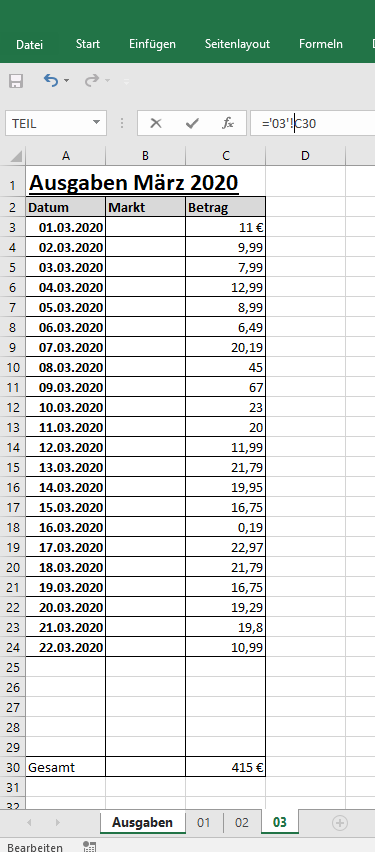 Datei Start Einfügen Seitenlayout Formeln
TEIL fx ='03'!C30
A B C D
1 Ausgaben März 2020
2 Datum Markt Betrag
3 01.03.2020 11 €
4 02.03.2020 9,99
5 03.03.2020 7,99
6 04.03.2020 12,99
7 05.03.2020 8,99
8 06.03.2020 6,49
9 07.03.2020 20,19
10 08.03.2020 45
11 09.03.2020 67
12 10.03.2020 23
13 11.03.2020 20
14 12.03.2020 11,99
15 13.03.2020 21,79
16 14.03.2020 19,95
17 15.03.2020 16,75
18 16.03.2020 0,19
19 17.03.2020 22,97
20 18.03.2020 21,79
21 19.03.2020 16,75
22 20.03.2020 19,29
23 21.03.2020 19,8
24 22.03.2020 10,99
25
26
27
28
29
30 Gesamt 415 €
31
32
Ausgaben 01 02 03
Bearbeiten